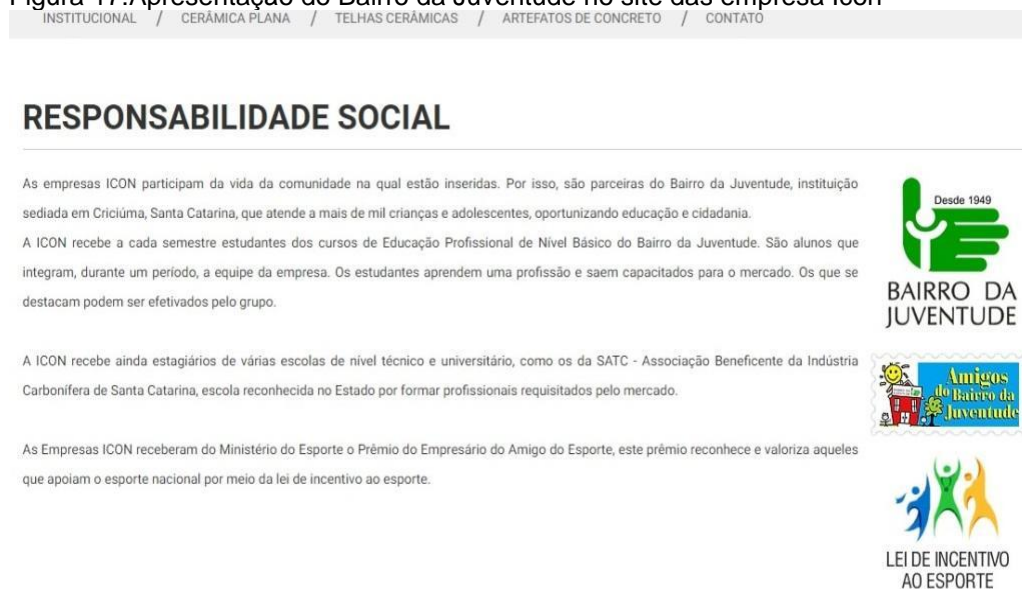 Figura 17:Apresentação do Bairro da Juventude no site das empresa Icon
INSTITUCIONAL / CERÂMICA PLANA / TELHAS CERÂMICAS / ARTEFATOS DE CONCRETO / CONTATO
RESPONSABILIDADE SOCIAL
As empresas ICON participam da vida da comunidade na qual estão inseridas. Por isso, são parceiras do Bairro da Juventude, instituição
sediada em Criciúma, Santa Catarina, que atende a mais de mil crianças e adolescentes, oportunizando educação e cidadania.
A ICON recebe a cada semestre estudantes dos cursos de Educação Profissional de Nível Básico do Bairro da Juventude. São alunos que
integram, durante um período, a equipe da empresa. Os estudantes aprendem uma profissão e saem capacitados para o mercado. Os que se
destacam podem ser efetivados pelo grupo.
A ICON recebe ainda estagiários de várias escolas de nível técnico e universitário, como os da SATC - Associação Beneficente da Indústria
Carbonífera de Santa Catarina, escola reconhecida no Estado por formar profissionais requisitados pelo mercado.
As Empresas ICON receberam do Ministério do Esporte o Prêmio do Empresário do Amigo do Esporte, este prêmio reconhece e valoriza aqueles
que apoiam o esporte nacional por meio da lei de incentivo ao esporte.
Desde 1949
BAIRRO DA
JUVENTUDE
Amigos
do Bairro da
Juventude
LEI DE INCENTIVO
AO ESPORTE